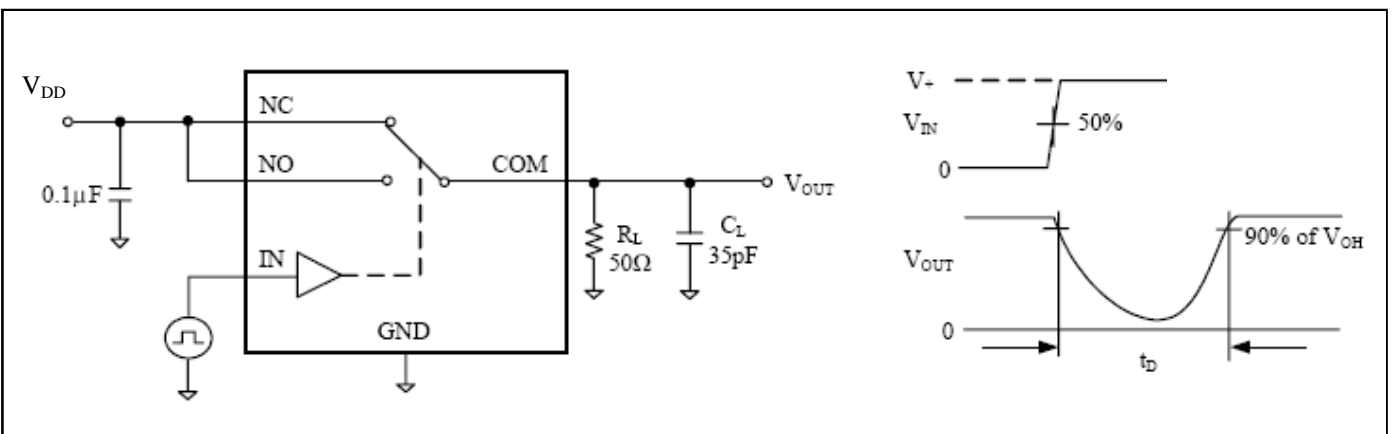 V_DD
NC
NO
COM
V_OUT
0.1µF
R_L
50Ω
C_L
35pF
IN
GND
V+
V_IN
50%
0
V_OUT
90% of V_OH
0
t_D